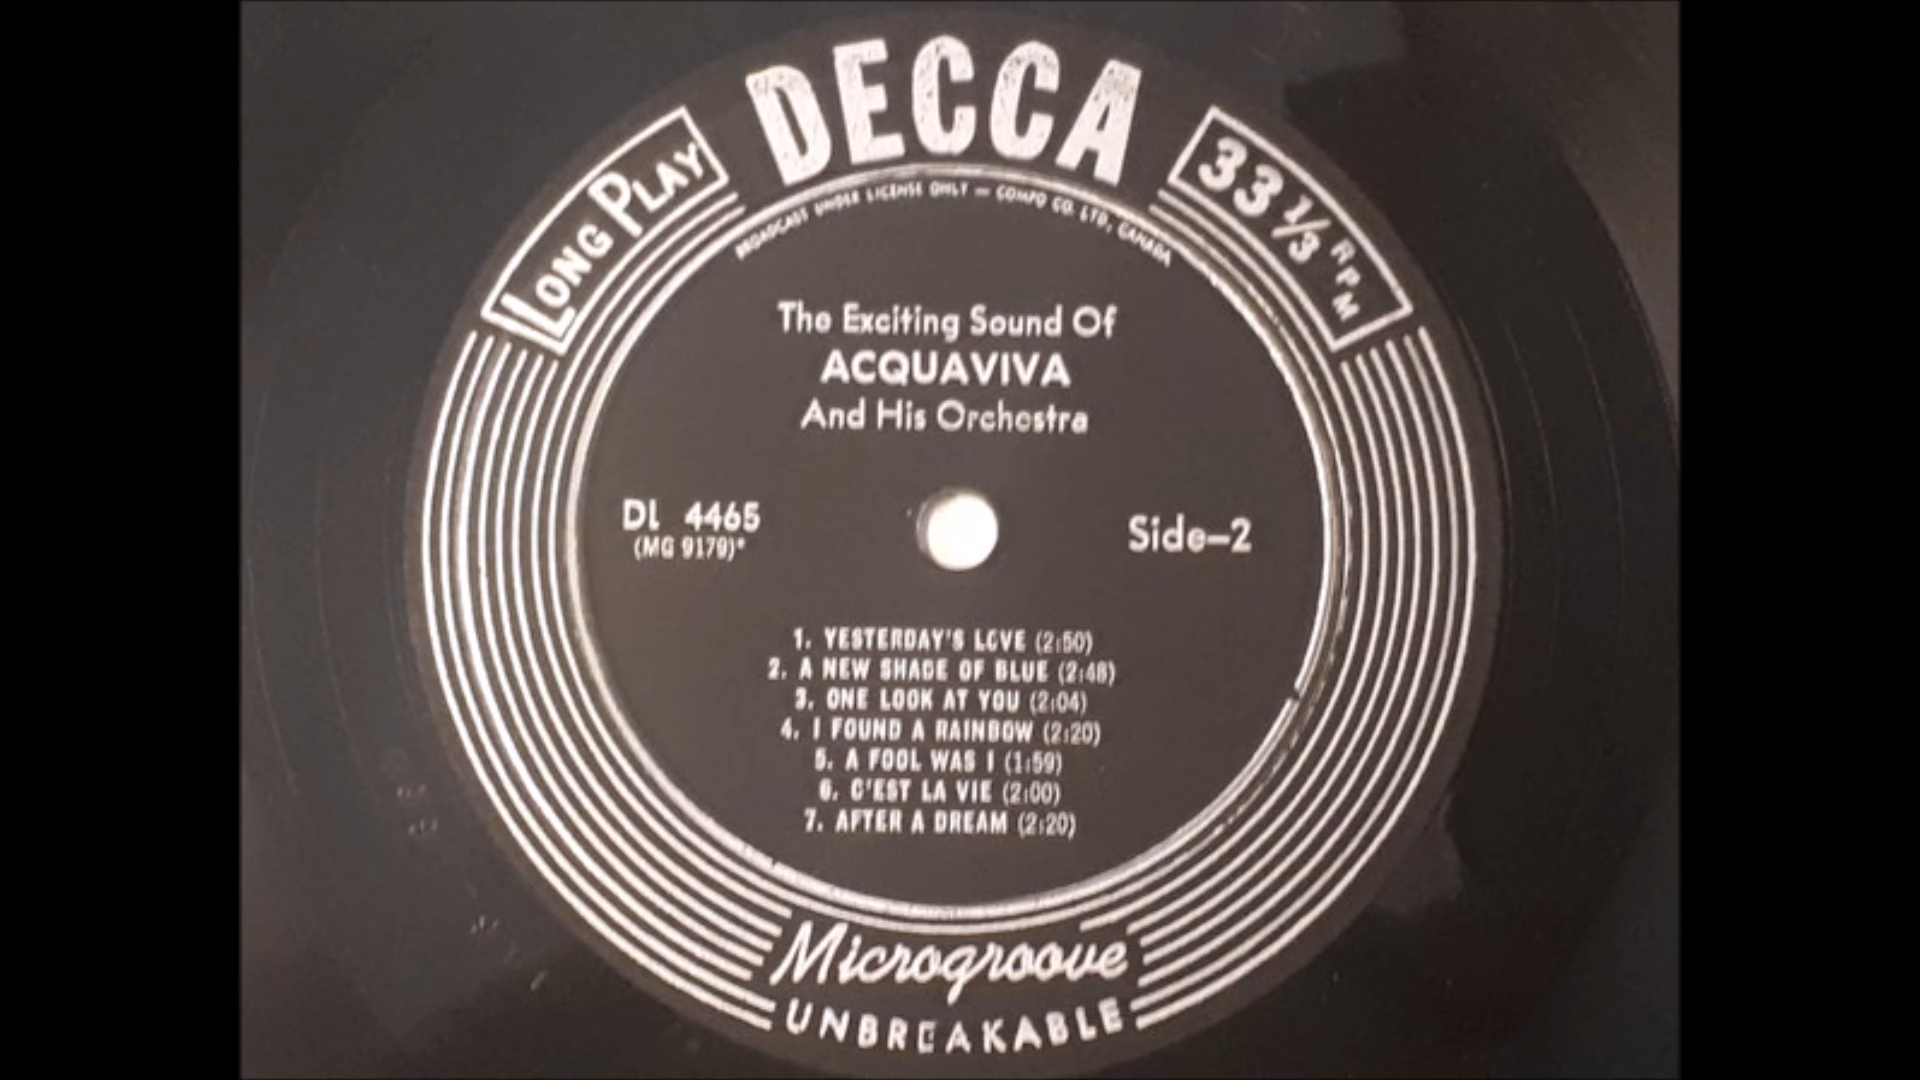 DECCA
LONG PLAY
33 1/3 RPM
BROADCAST UNDER LICENSE ONLY — COMPO CO. LTD, CANADA
The Exciting Sound Of
ACQUAVIVA
And His Orchestra
DL 4465
(MG 9179)*
Side–2
1. YESTERDAY'S LOVE (2:50)
2. A NEW SHADE OF BLUE (2:48)
3. ONE LOOK AT YOU (2:04)
4. I FOUND A RAINBOW (2:20)
5. A FOOL WAS I (1:59)
6. C'EST LA VIE (2:00)
7. AFTER A DREAM (2:20)
Microgroove
UNBREAKABLE